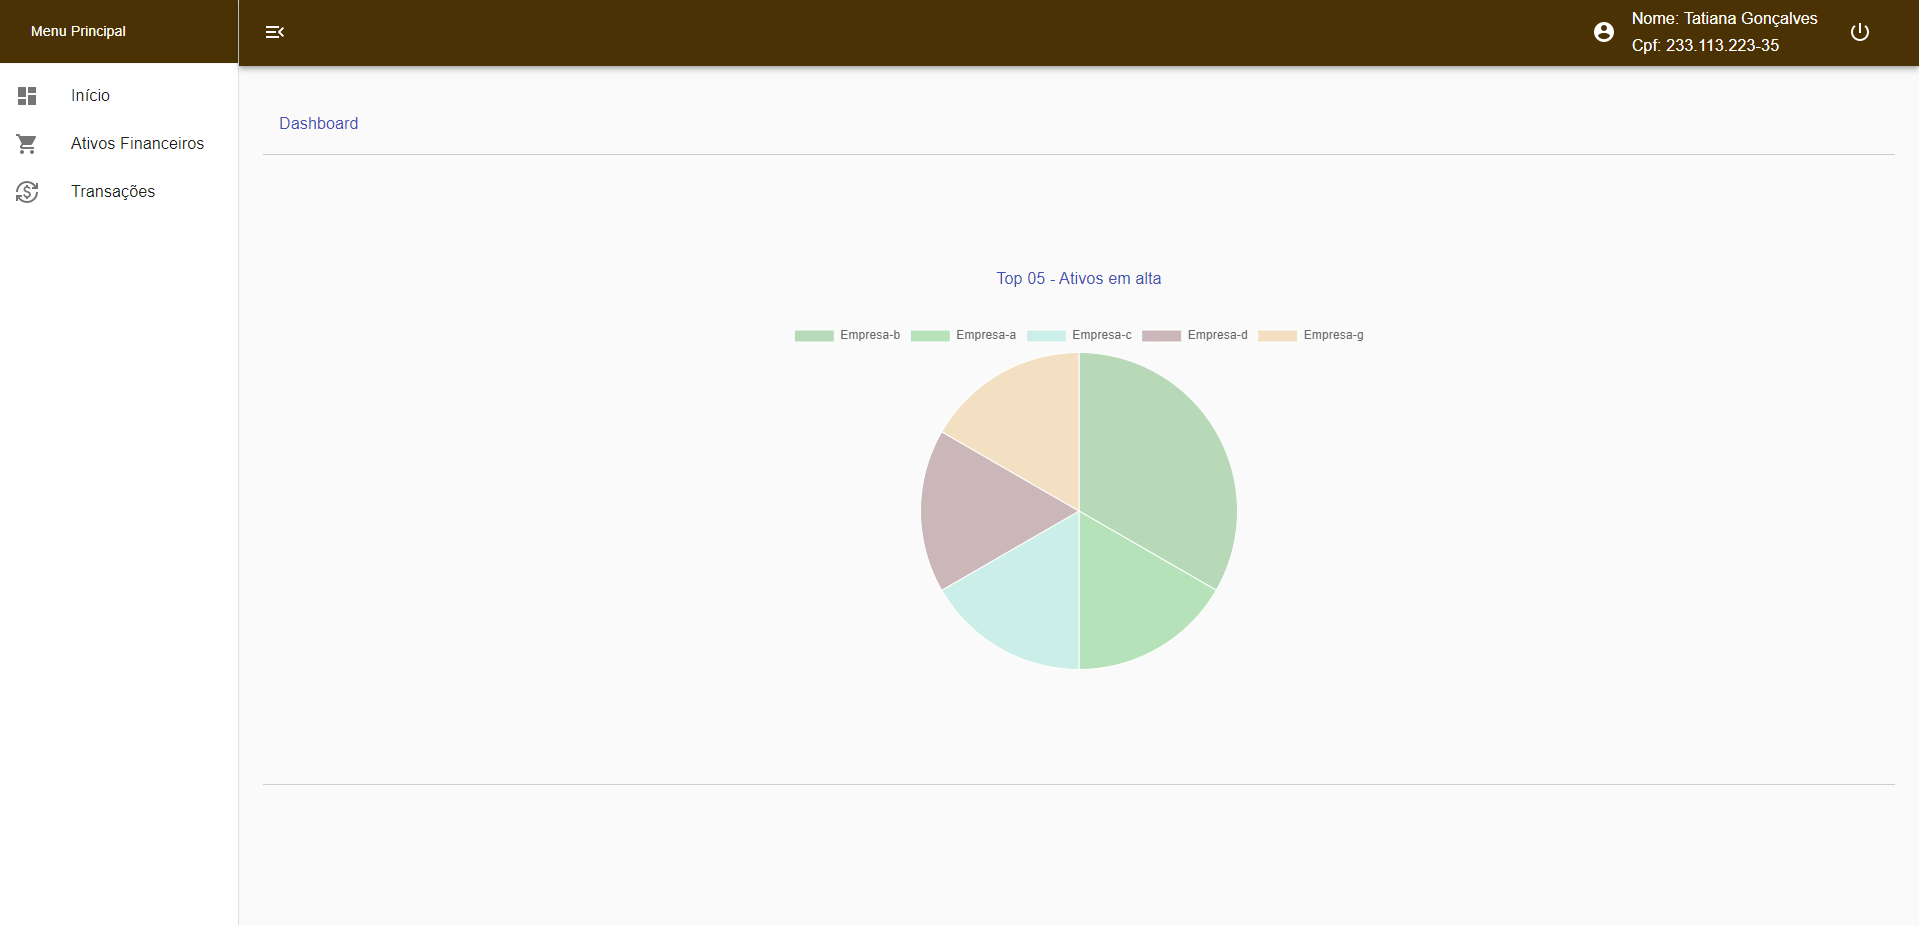 Menu Principal
Nome: Tatiana Gonçalves
Cpf: 233.113.223-35
Início
Ativos Financeiros
Transações
Dashboard
Top 05 - Ativos em alta
Empresa-b Empresa-a Empresa-c Empresa-d Empresa-g